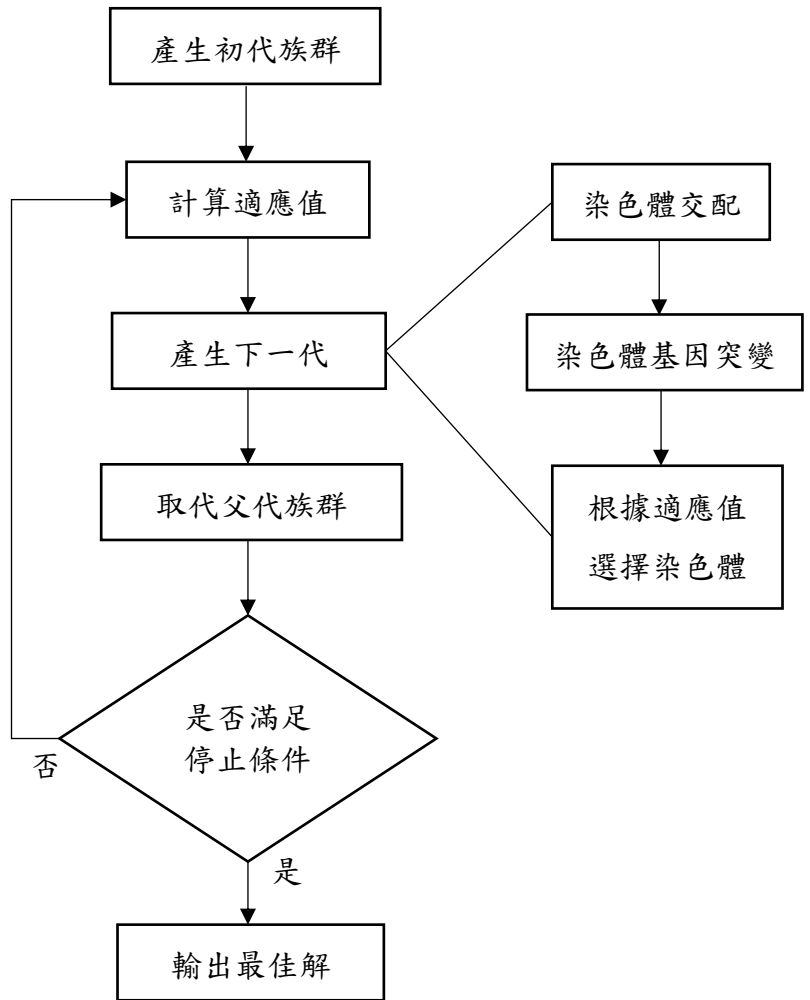 產生初代族群
計算適應值
染色體交配
產生下一代
染色體基因突變
取代父代族群
根據適應值
選擇染色體
是否滿足
停止條件
否
是
輸出最佳解